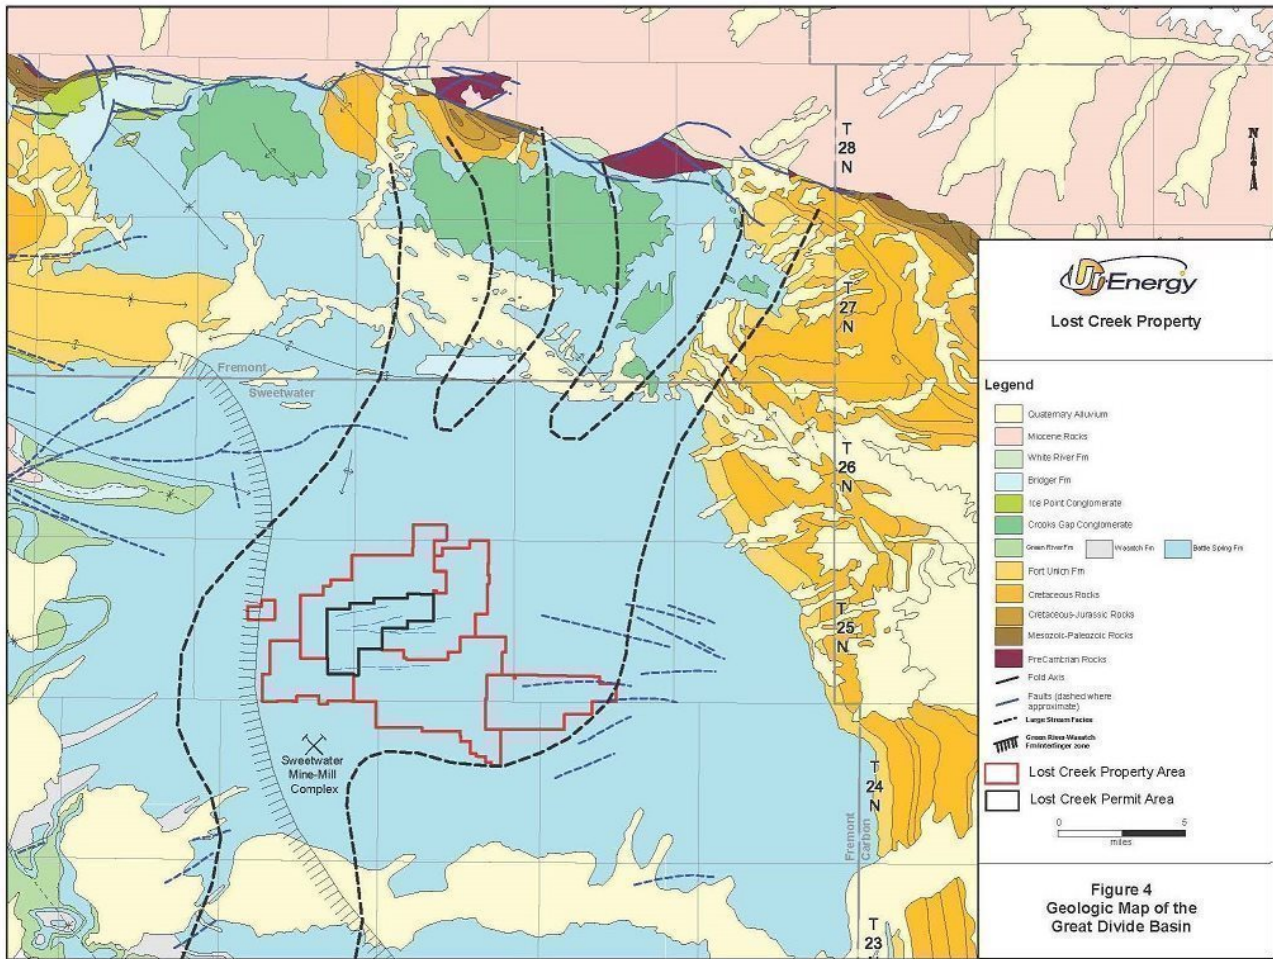 T
28
N
N
T
27
N
Fremont
Sweetwater
T
26
N
T
25
N
Sweetwater
Mine-Mill
Complex
T
24
N
Fremont
Carbon
T
23
Ur-Energy
Lost Creek Property
Legend
Quaternary Alluvium
Miocene Rocks
White River Fm
Bridger Fm
Ice Point Conglomerate
Crooks Gap Conglomerate
Green River Fm Wasatch Fm Battle Spring Fm
Fort Union Fm
Cretaceous Rocks
Cretaceous-Jurassic Rocks
Mesozoic-Paleozoic Rocks
PreCambrian Rocks
Fold Axis
Faults (dashed where
approximate)
Large Stream Facies
Green River-Wasatch
Fm Interfinger zone
Lost Creek Property Area
Lost Creek Permit Area
0 5
miles
Figure 4
Geologic Map of the
Great Divide Basin